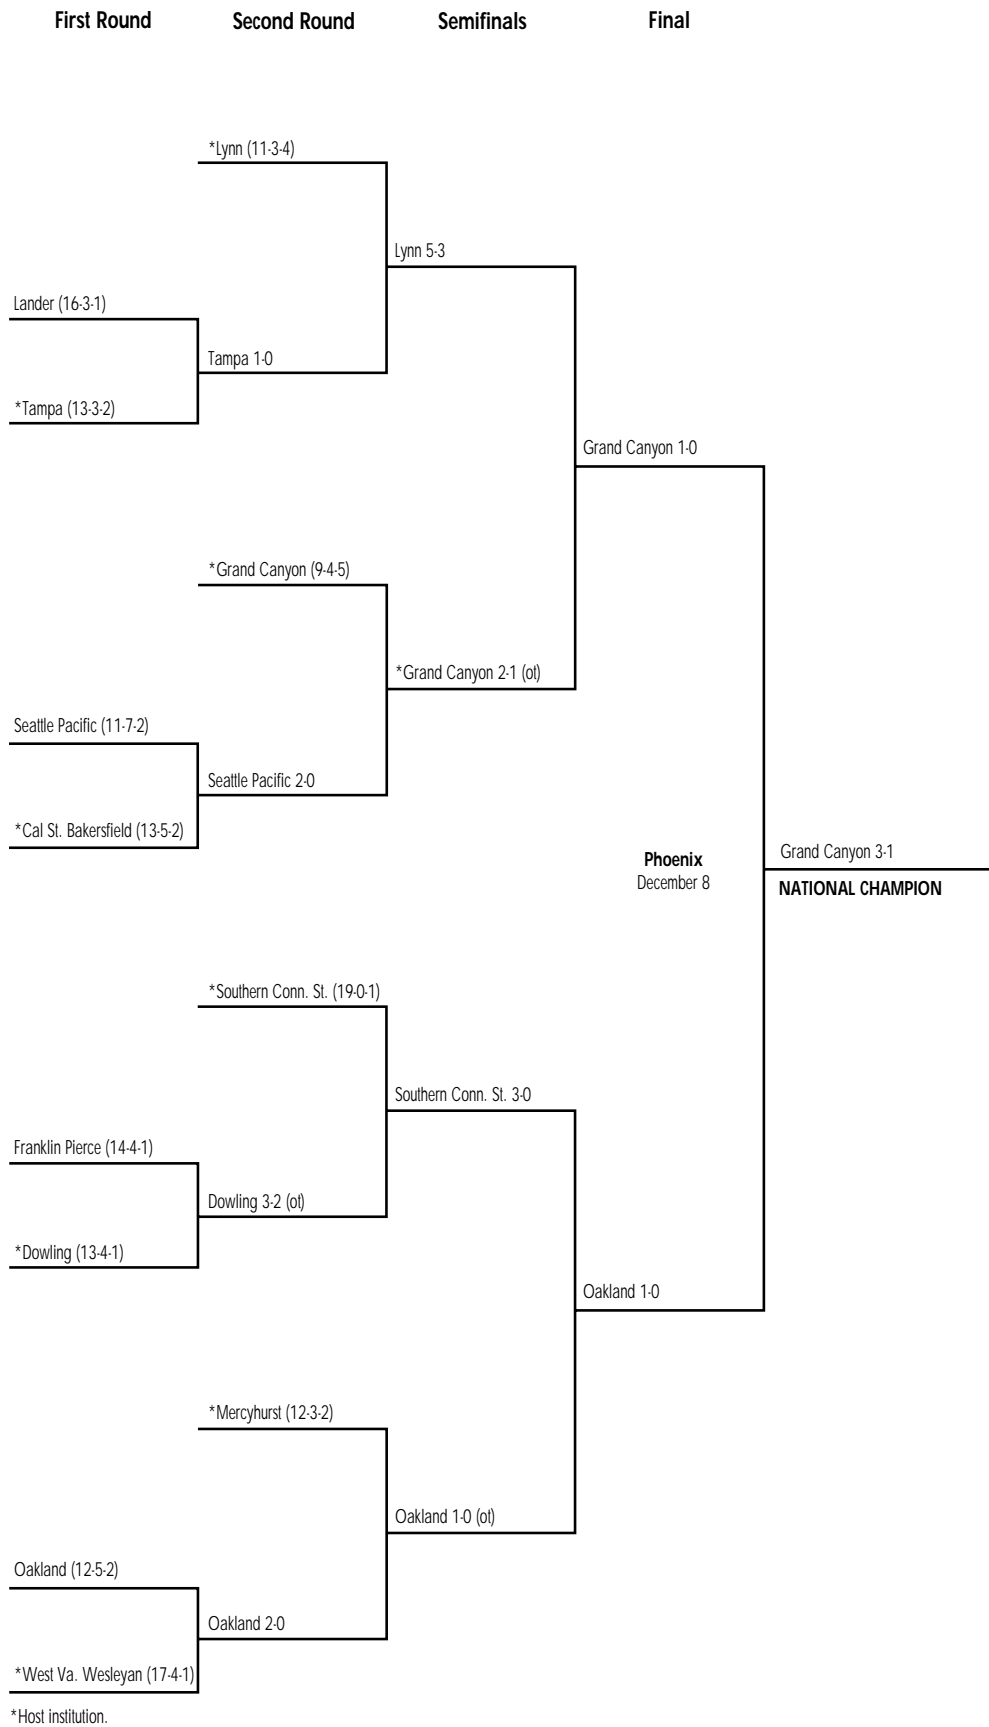 First Round Second Round Semifinals Final
*Lynn (11-3-4)
Lynn 5-3
Lander (16-3-1)
Tampa 1-0
*Tampa (13-3-2)
Grand Canyon 1-0
*Grand Canyon (9-4-5)
*Grand Canyon 2-1 (ot)
Seattle Pacific (11-7-2)
Seattle Pacific 2-0
*Cal St. Bakersfield (13-5-2)
Grand Canyon 3-1
Phoenix
December 8
NATIONAL CHAMPION
*Southern Conn. St. (19-0-1)
Southern Conn. St. 3-0
Franklin Pierce (14-4-1)
Dowling 3-2 (ot)
*Dowling (13-4-1)
Oakland 1-0
*Mercyhurst (12-3-2)
Oakland 1-0 (ot)
Oakland (12-5-2)
Oakland 2-0
*West Va. Wesleyan (17-4-1)
*Host institution.